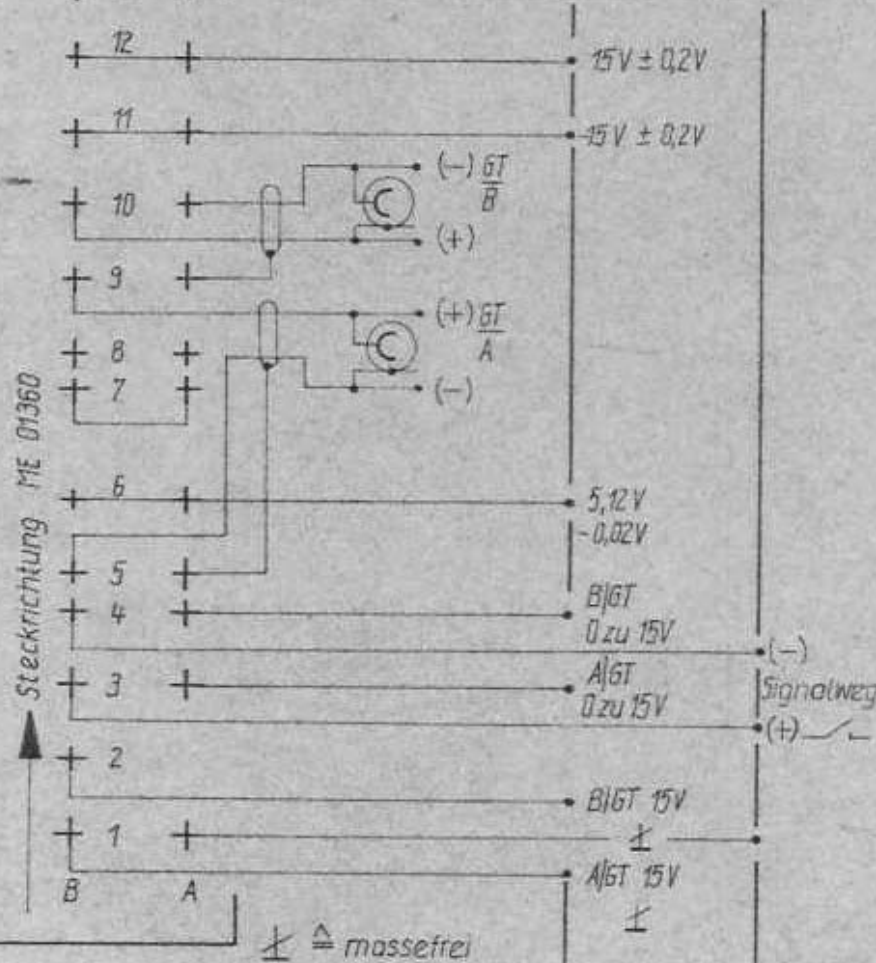 12
15V ± 0,2V
11
-15V ± 0,2V
(-) GT
B
10
(+)
9
(+) GT
A
8
7
(-)
Steckrichtung ME 01360
6
5,12V
-0,02V
5
4
B/GT
0 zu 15V
(-)
3
A/GT
0 zu 15V
Signalweg
(+)
2
B/GT 15V
1
A/GT 15V
B A
≙ massefrei